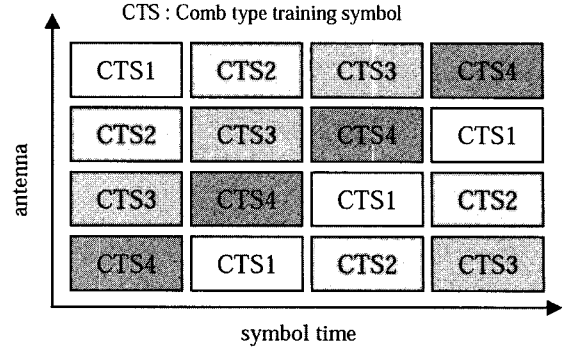 CTS : Comb type training symbol
CTS1 CTS2 CTS3 CTS4
CTS2 CTS3 CTS4 CTS1
CTS3 CTS4 CTS1 CTS2
CTS4 CTS1 CTS2 CTS3
antenna
symbol time